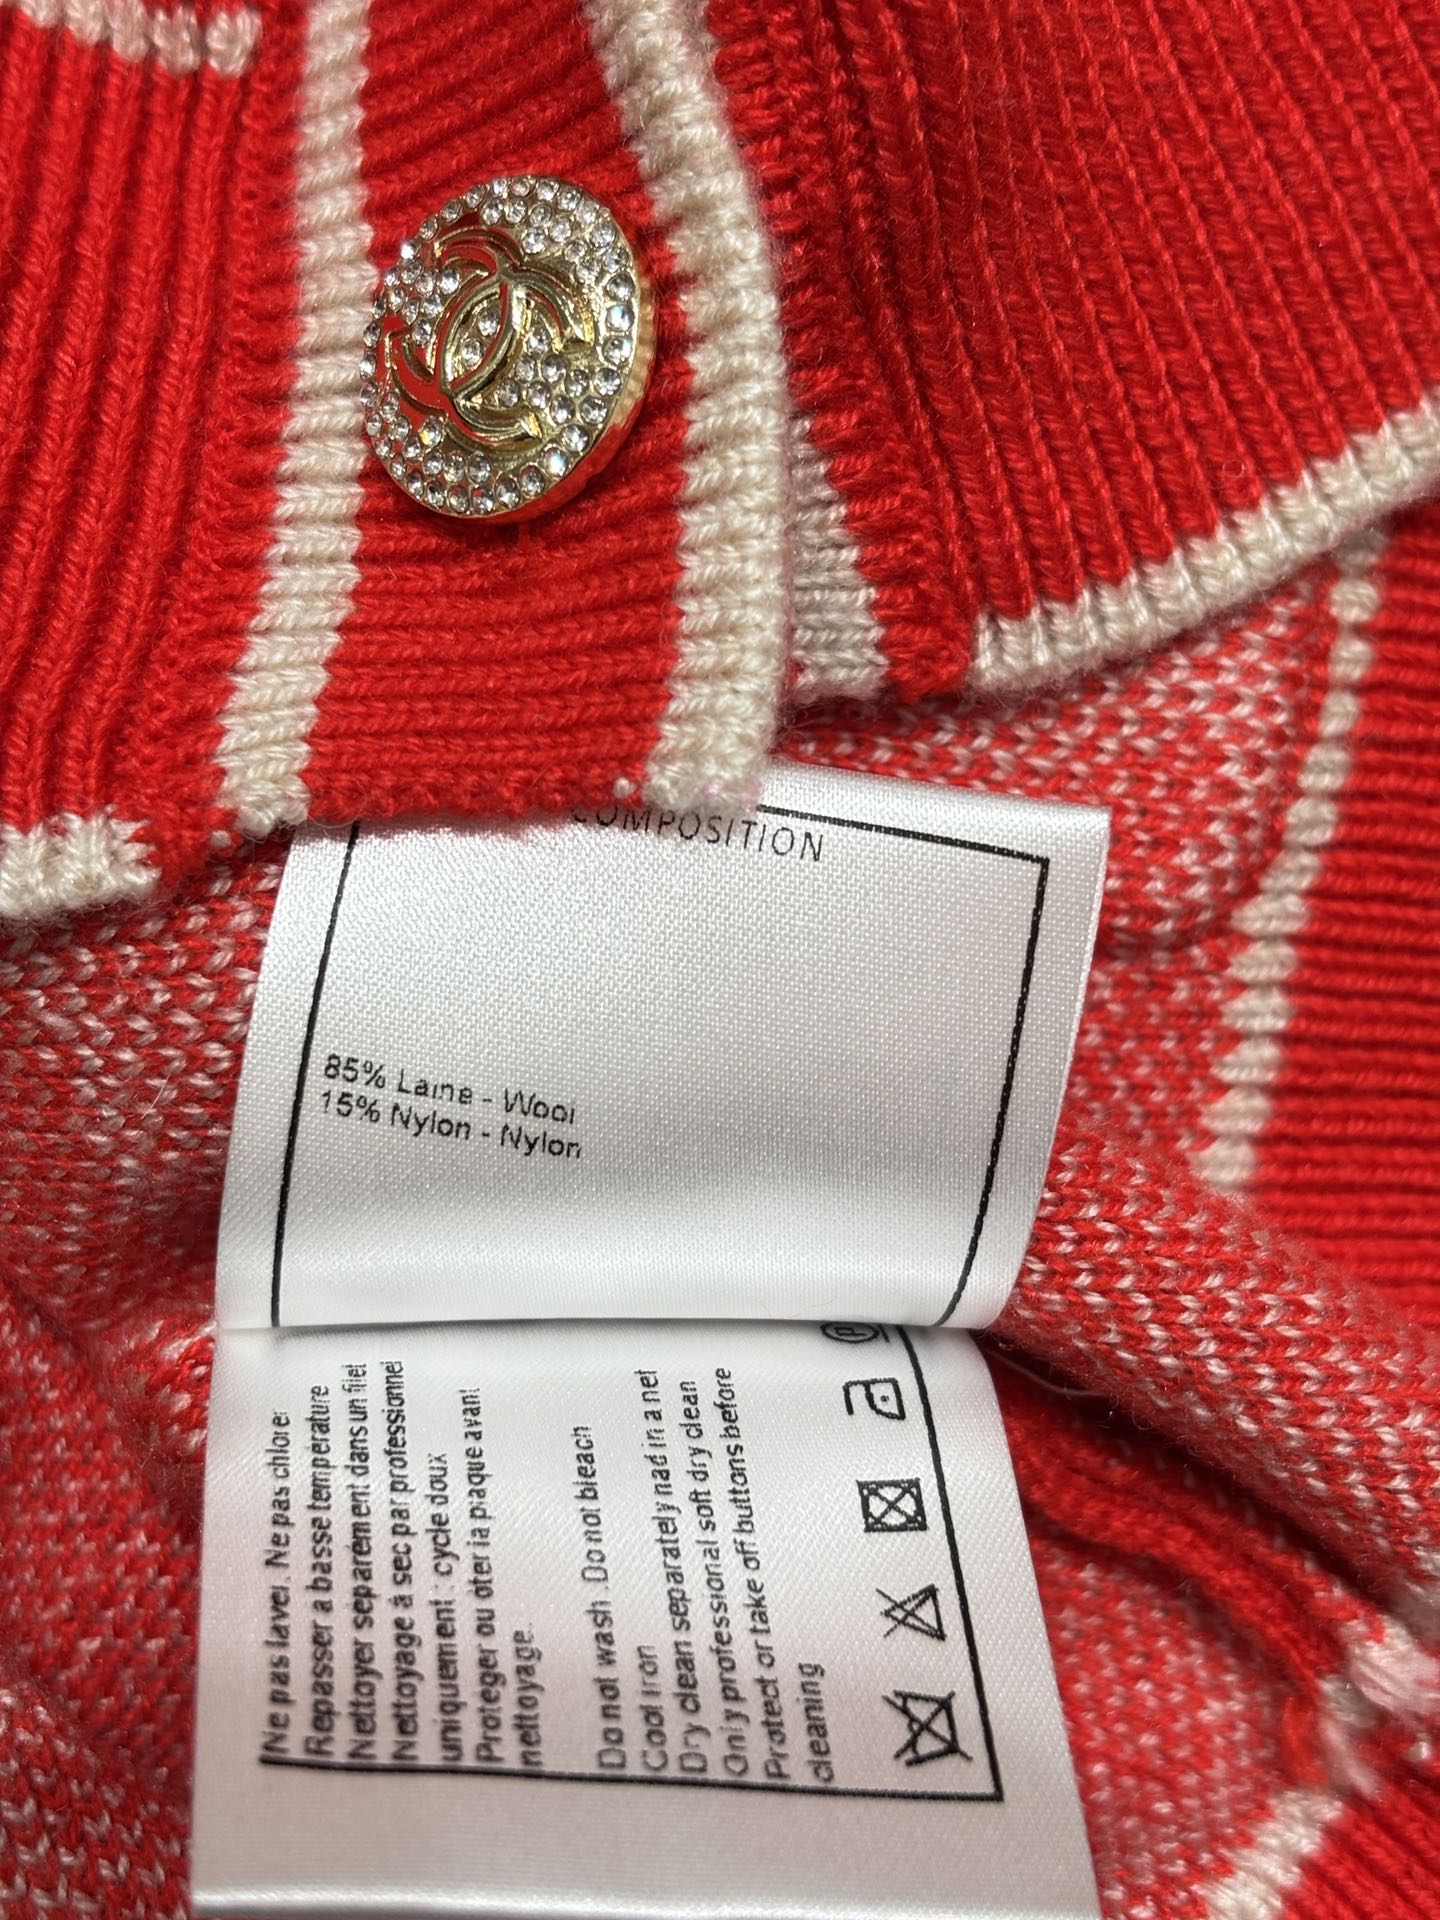 COMPOSITION
85% Laine - Wool
15% Nylon - Nylon
Ne pas laver. Ne pas chlorer
Repasser a basse température
Nettoyer séparément dans un filet
Nettoyage à sec par professionnel
uniquement : cycle doux
Protéger ou oter la plaque avant
nettoyage.
Do not wash .Do not bleach
Cool iron
Dry clean separately nad in a net
Only professional soft dry clean
Protect or take off buttons before
cleaning
P